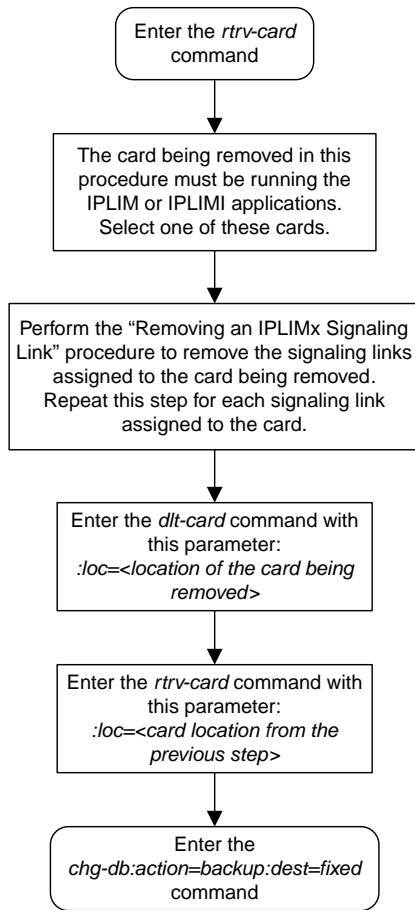 Enter the rtrv-card
command
The card being removed in this
procedure must be running the
IPLIM or IPLIMI applications.
Select one of these cards.
Perform the “Removing an IPLIMx Signaling
Link” procedure to remove the signaling links
assigned to the card being removed.
Repeat this step for each signaling link
assigned to the card.
Enter the dlt-card command with
this parameter:
:loc=<location of the card being
removed>
Enter the rtrv-card command with
this parameter:
:loc=<card location from the
previous step>
Enter the
chg-db:action=backup:dest=fixed
command